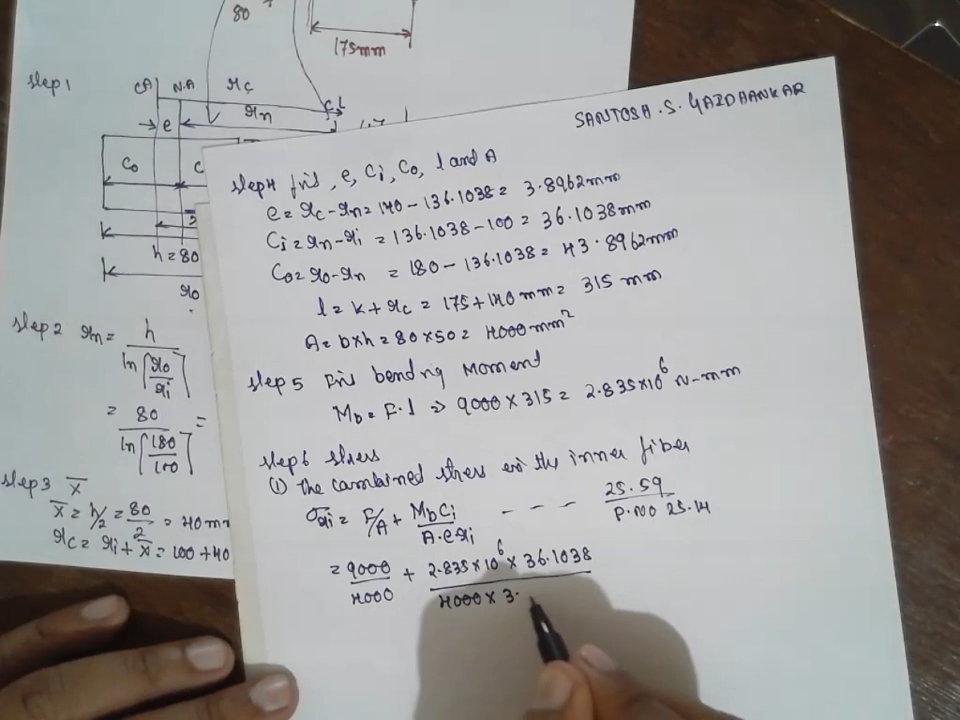 80
175mm
step 1
CA N.A rc
rn
e
CL
Co C
h = 80
ro
step 2 rn = h / ln[ro/ri]
= 80 / ln[180/100] =
step 3 x̄
x̄ = h/2 = 80/2 = 40 mm
rc = ri + x̄ = 100 + 40
SANTOSH .S. GAIDHANKAR
step 4 find, e, Ci, Co, l and A
e = rc - rn = 140 - 136.1038 = 3.8962 mm
Ci = rn - ri = 136.1038 - 100 = 36.1038 mm
Co = ro - rn = 180 - 136.1038 = 43.8962 mm
l = k + rc = 175 + 140 mm = 315 mm
A = b × h = 80 × 50 = 4000 mm²
step 5 Find bending Moment
Mb = F.l ⇒ 9000 × 315 = 2.835 × 10⁶ N-mm
step 6 stress
(1) the combined stress the inner fiber
σri = F/A + Mb Ci / A.e ri - - - 25.59 / P.no 25.14
= 9000/4000 + 2.835 × 10⁶ × 36.1038 / 4000 × 3.